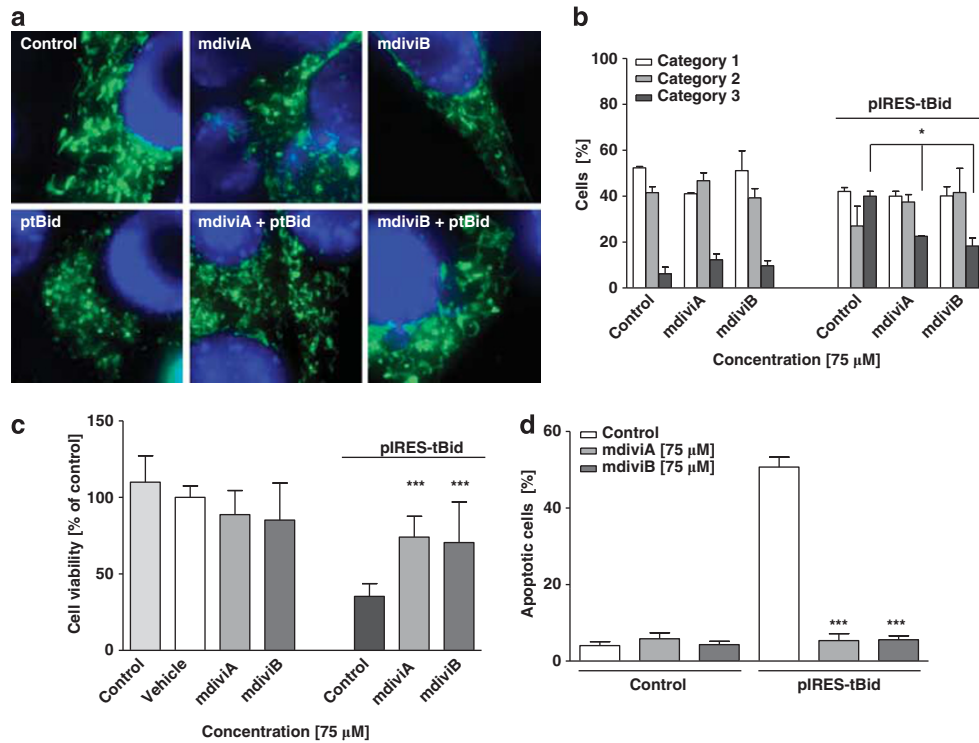 a
Control
mdiviA
mdiviB
ptBid
mdiviA + ptBid
mdiviB + ptBid
b
100
80
60
40
20
0
Cells [%]
Category 1
Category 2
Category 3
pIRES-tBid
*
Control
mdiviA
mdiviB
Control
mdiviA
mdiviB
Concentration [75 μM]
c
150
100
50
0
Cell viability [% of control]
pIRES-tBid
*** ***
Control
Vehicle
mdiviA
mdiviB
Control
mdiviA
mdiviB
Concentration [75 μM]
d
60
40
20
0
Apoptotic cells [%]
Control
mdiviA [75 μM]
mdiviB [75 μM]
*** ***
Control
pIRES-tBid